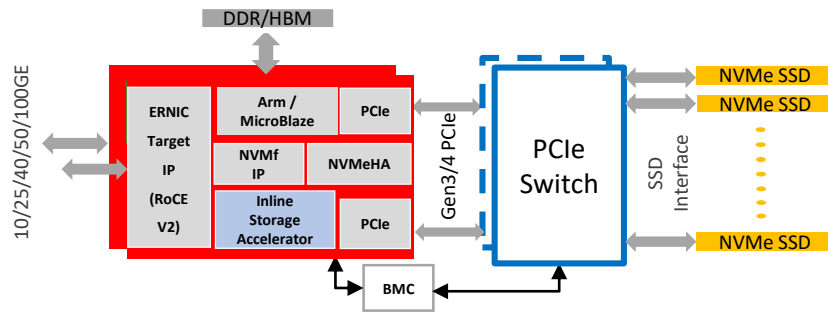 DDR/HBM
10/25/40/50/100GE
ERNIC
Target
IP
(RoCE
V2)
Arm /
MicroBlaze
PCIe
NVMf
IP
NVMeHA
Inline
Storage
Accelerator
PCIe
Gen3/4 PCIe
PCIe
Switch
SSD
Interface
NVMe SSD
NVMe SSD
NVMe SSD
BMC